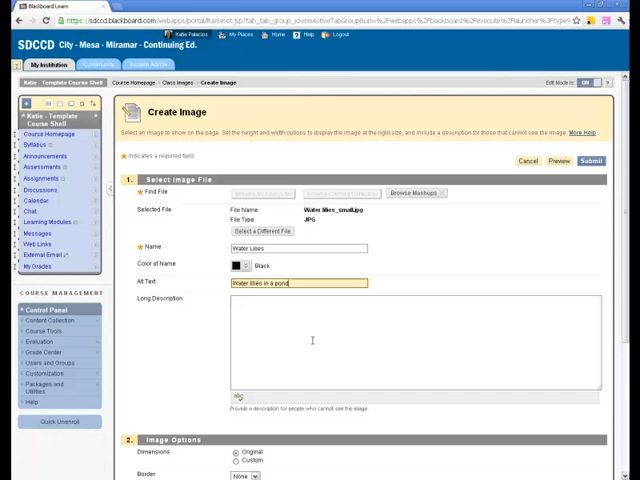 Blackboard Learn
https://sdccd.blackboard.com/webapps/portal/frameset.jsp?tab_tab_group_id=
Katie Palacios My Places Home Help Logout
SDCCD City - Mesa - Miramar - Continuing Ed.
My Institution Community System Admin
Katie - Template Course Shell Course Homepage Class Images Create Image Edit Mode is: ON ?
Katie - Template
Course Shell
Course Homepage
Syllabus
Announcements
Assessments
Assignments
Discussions
Calendar
Chat
Learning Modules
Messages
Web Links
External Email
My Grades
COURSE MANAGEMENT
Control Panel
Content Collection
Course Tools
Evaluation
Grade Center
Users and Groups
Customization
Packages and
Utilities
Help
Quick Unenroll
Create Image
Select an image to show on the page. Set the height and width options to display the image at the right size, and include a description for those that cannot see the image. More Help
Indicates a required field
Cancel Preview Submit
1. Select Image File
Find File Browse Mashups
Selected File File Name Water lillies_small.jpg
File Type JPG
Select a Different File
Name Water Lilies
Color of Name Black
Alt Text Water lillies in a pond
Long Description
abc
Provide a description for people who cannot see the image.
2. Image Options
Dimensions Original
Custom
Border None